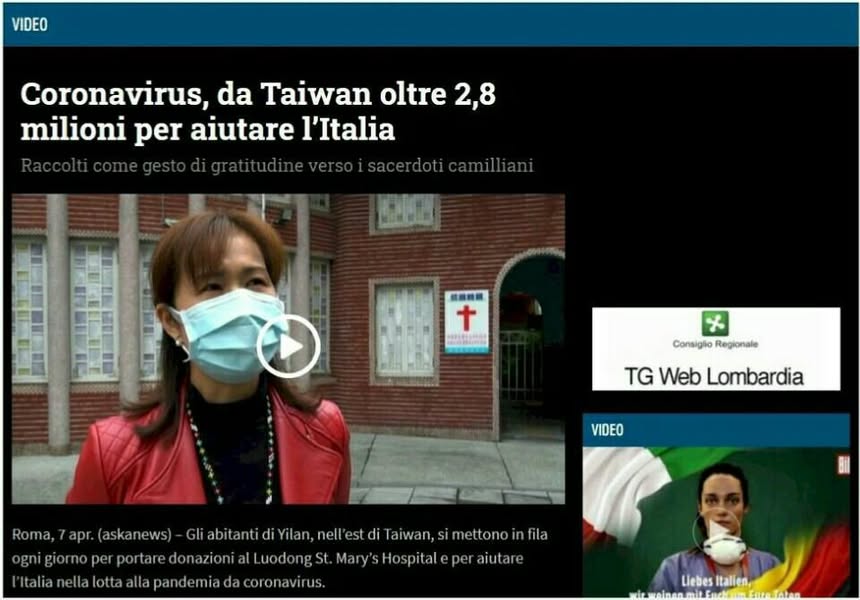 VIDEO
Coronavirus, da Taiwan oltre 2,8
milioni per aiutare l'Italia
Raccolti come gesto di gratitudine verso i sacerdoti camilliani
Consiglio Regionale
TG Web Lombardia
VIDEO
Bil
Liebes Italien,
wir weinen mit Euch um Eure Toten
Roma, 7 apr. (askanews) – Gli abitanti di Yilan, nell'est di Taiwan, si mettono in fila
ogni giorno per portare donazioni al Luodong St. Mary's Hospital e per aiutare
l'Italia nella lotta alla pandemia da coronavirus.